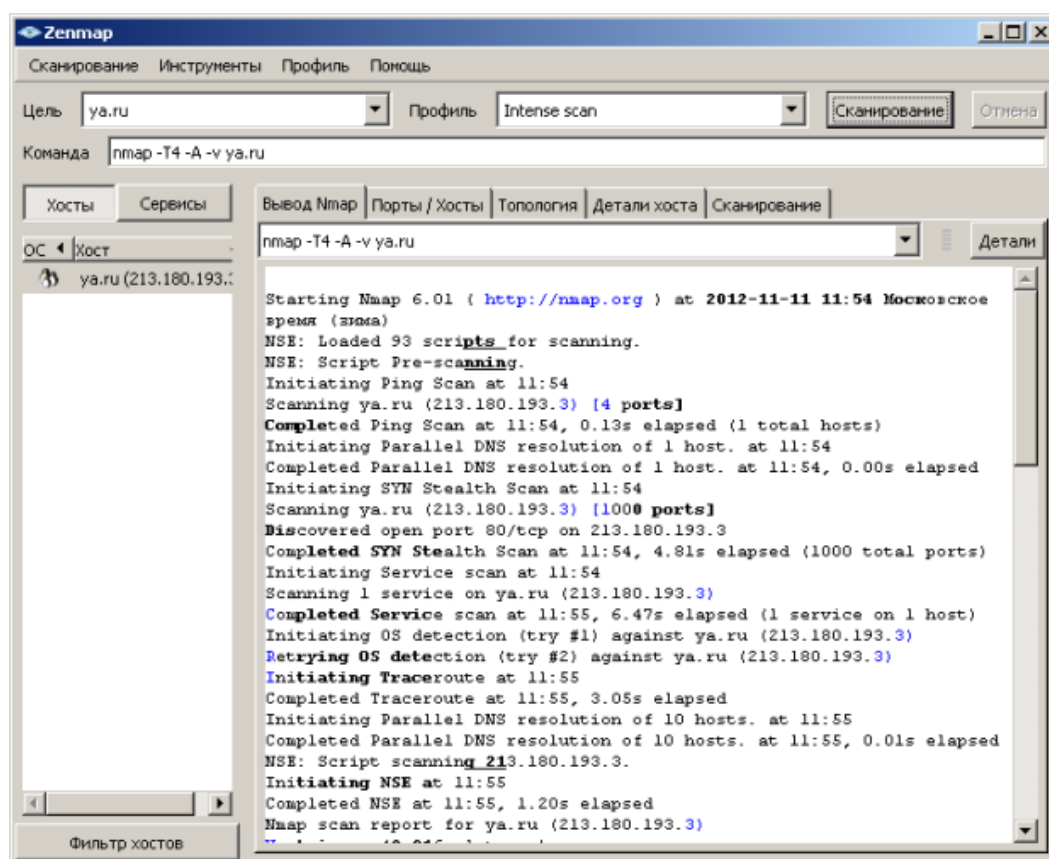 Zenmap
Сканирование Инструменты Профиль Помощь
Цель ya.ru Профиль Intense scan Сканирование Отмена
Команда nmap -T4 -A -v ya.ru
Хосты Сервисы Вывод Nmap Порты / Хосты Топология Детали хоста Сканирование
ОС Хост nmap -T4 -A -v ya.ru Детали
ya.ru (213.180.193.
Starting Nmap 6.01 ( http://nmap.org ) at 2012-11-11 11:54 Московское
время (зима)
NSE: Loaded 93 scripts for scanning.
NSE: Script Pre-scanning.
Initiating Ping Scan at 11:54
Scanning ya.ru (213.180.193.3) [4 ports]
Completed Ping Scan at 11:54, 0.13s elapsed (1 total hosts)
Initiating Parallel DNS resolution of 1 host. at 11:54
Completed Parallel DNS resolution of 1 host. at 11:54, 0.00s elapsed
Initiating SYN Stealth Scan at 11:54
Scanning ya.ru (213.180.193.3) [1000 ports]
Discovered open port 80/tcp on 213.180.193.3
Completed SYN Stealth Scan at 11:54, 4.81s elapsed (1000 total ports)
Initiating Service scan at 11:54
Scanning 1 service on ya.ru (213.180.193.3)
Completed Service scan at 11:55, 6.47s elapsed (1 service on 1 host)
Initiating OS detection (try #1) against ya.ru (213.180.193.3)
Retrying OS detection (try #2) against ya.ru (213.180.193.3)
Initiating Traceroute at 11:55
Completed Traceroute at 11:55, 3.05s elapsed
Initiating Parallel DNS resolution of 10 hosts. at 11:55
Completed Parallel DNS resolution of 10 hosts. at 11:55, 0.01s elapsed
NSE: Script scanning 213.180.193.3.
Initiating NSE at 11:55
Completed NSE at 11:55, 1.20s elapsed
Nmap scan report for ya.ru (213.180.193.3)
Фильтр хостов